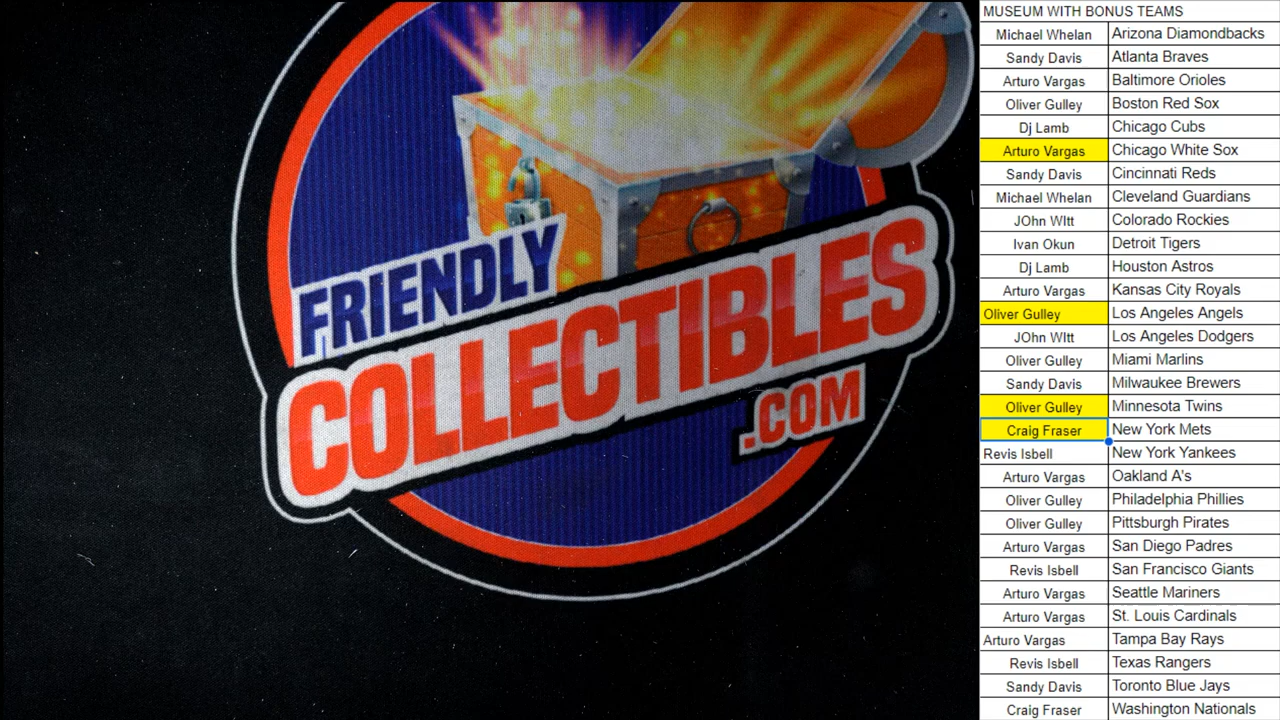 FRIENDLY
COLLECTIBLES
.COM
MUSEUM WITH BONUS TEAMS
Michael Whelan Arizona Diamondbacks
Sandy Davis Atlanta Braves
Arturo Vargas Baltimore Orioles
Oliver Gulley Boston Red Sox
Dj Lamb Chicago Cubs
Arturo Vargas Chicago White Sox
Sandy Davis Cincinnati Reds
Michael Whelan Cleveland Guardians
JOhn WItt Colorado Rockies
Ivan Okun Detroit Tigers
Dj Lamb Houston Astros
Arturo Vargas Kansas City Royals
Oliver Gulley Los Angeles Angels
JOhn WItt Los Angeles Dodgers
Oliver Gulley Miami Marlins
Sandy Davis Milwaukee Brewers
Oliver Gulley Minnesota Twins
Craig Fraser New York Mets
Revis Isbell New York Yankees
Arturo Vargas Oakland A's
Oliver Gulley Philadelphia Phillies
Oliver Gulley Pittsburgh Pirates
Arturo Vargas San Diego Padres
Revis Isbell San Francisco Giants
Arturo Vargas Seattle Mariners
Arturo Vargas St. Louis Cardinals
Arturo Vargas Tampa Bay Rays
Revis Isbell Texas Rangers
Sandy Davis Toronto Blue Jays
Craig Fraser Washington Nationals